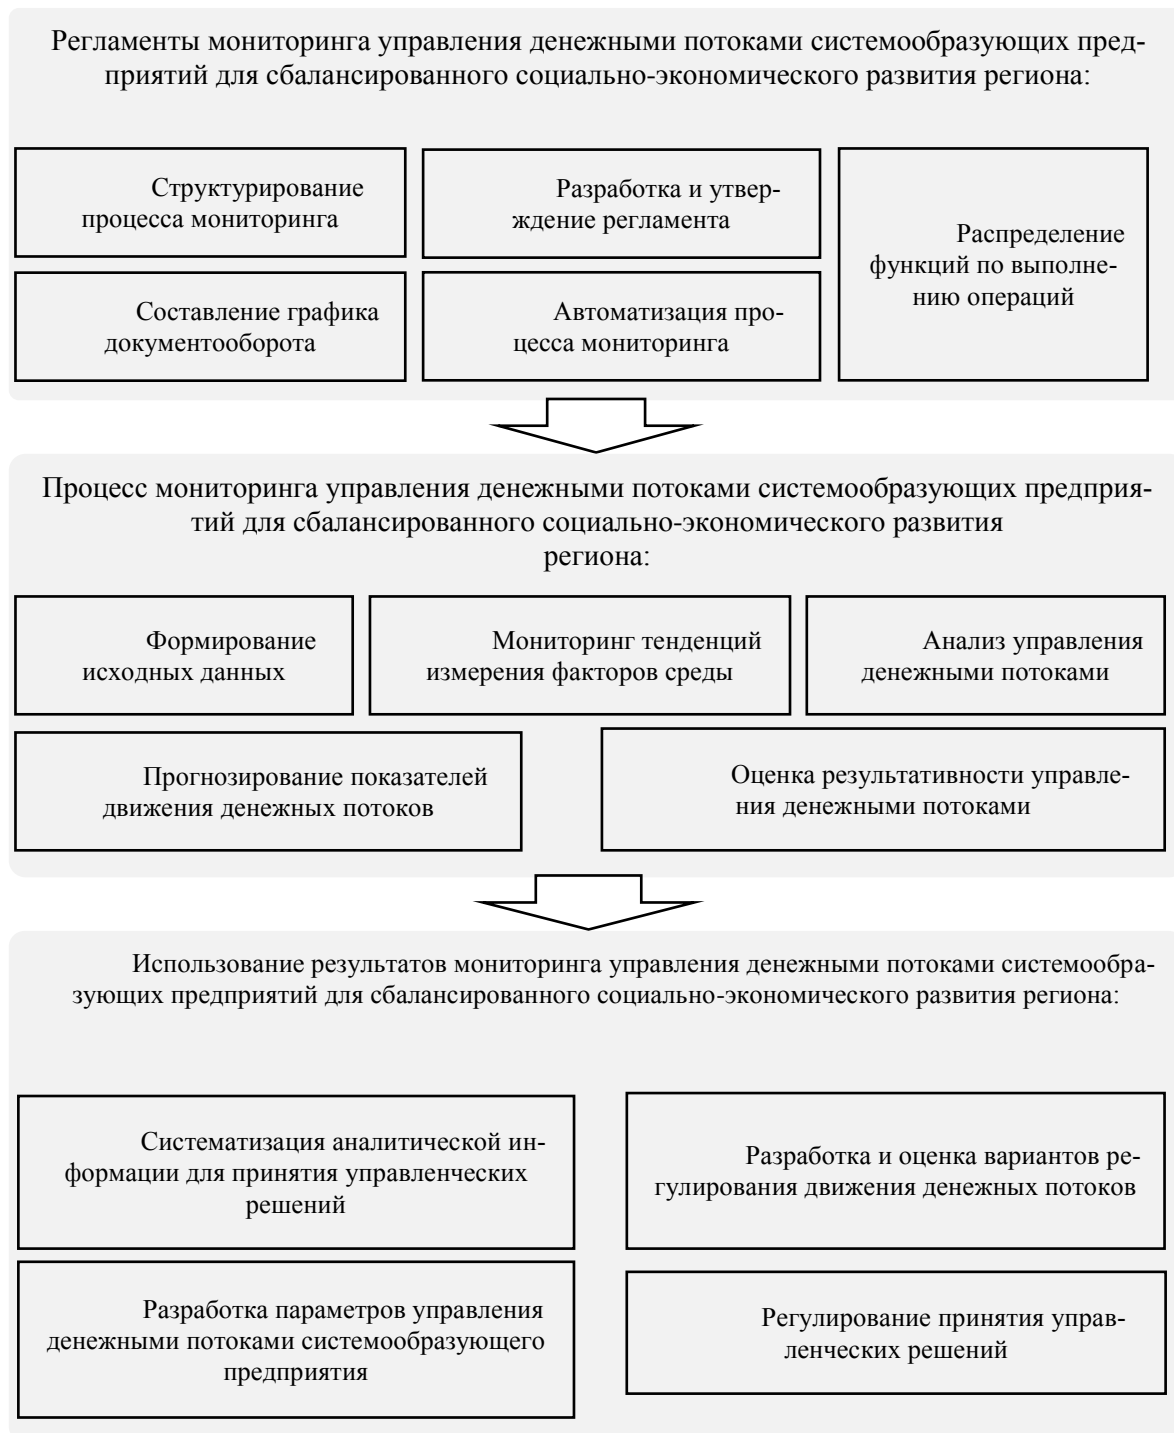 Регламенты мониторинга управления денежными потоками системообразующих пред-
приятий для сбалансированного социально-экономического развития региона:
Структурирование
процесса мониторинга
Разработка и утвер-
ждение регламента
Распределение
функций по выполне-
нию операций
Составление графика
документооборота
Автоматизация про-
цесса мониторинга
Процесс мониторинга управления денежными потоками системообразующих предприя-
тий для сбалансированного социально-экономического развития
региона:
Формирование
исходных данных
Мониторинг тенденций
измерения факторов среды
Анализ управления
денежными потоками
Прогнозирование показателей
движения денежных потоков
Оценка результативности управле-
ния денежными потоками
Использование результатов мониторинга управления денежными потоками системообра-
зующих предприятий для сбалансированного социально-экономического развития региона:
Систематизация аналитической ин-
формации для принятия управленческих
решений
Разработка и оценка вариантов ре-
гулирования движения денежных потоков
Разработка параметров управления
денежными потоками системообразующего
предприятия
Регулирование принятия управ-
ленческих решений